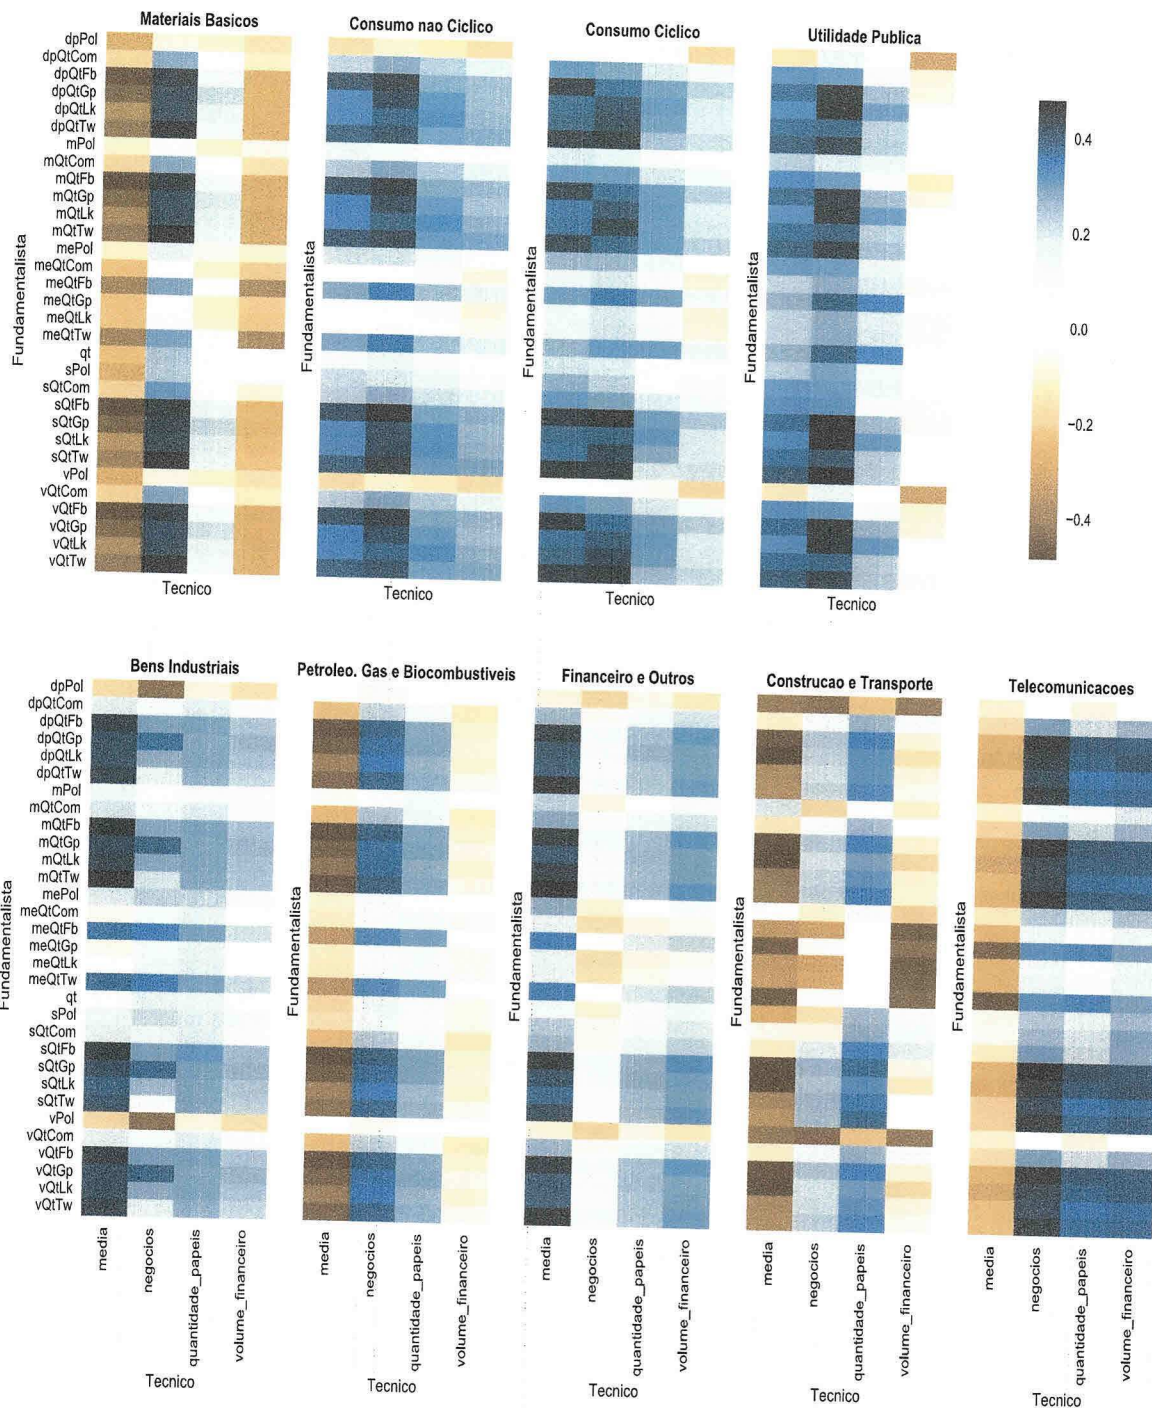 Materiais Basicos
Consumo nao Ciclico
Consumo Ciclico
Utilidade Publica
dpPol
dpQtCom
dpQtFb
dpQtGp
dpQtLk
dpQtTw
mPol
mQtCom
mQtFb
mQtGp
mQtLk
mQtTw
mePol
meQtCom
meQtFb
meQtGp
meQtLk
meQtTw
qt
sPol
sQtCom
sQtFb
sQtGp
sQtLk
sQtTw
vPol
vQtCom
vQtFb
vQtGp
vQtLk
vQtTw
Fundamentalista
Fundamentalista
Fundamentalista
Fundamentalista
Tecnico
Tecnico
Tecnico
Tecnico
0.4
0.2
0.0
−0.2
−0.4
Bens Industriais
Petroleo. Gas e Biocombustiveis
Financeiro e Outros
Construcao e Transporte
Telecomunicacoes
dpPol
dpQtCom
dpQtFb
dpQtGp
dpQtLk
dpQtTw
mPol
mQtCom
mQtFb
mQtGp
mQtLk
mQtTw
mePol
meQtCom
meQtFb
meQtGp
meQtLk
meQtTw
qt
sPol
sQtCom
sQtFb
sQtGp
sQtLk
sQtTw
vPol
vQtCom
vQtFb
vQtGp
vQtLk
vQtTw
Fundamentalista
Fundamentalista
Fundamentalista
Fundamentalista
Fundamentalista
media
negocios
quantidade_papeis
volume_financeiro
media
negocios
quantidade_papeis
volume_financeiro
media
negocios
quantidade_papeis
volume_financeiro
media
negocios
quantidade_papeis
volume_financeiro
media
negocios
quantidade_papeis
volume_financeiro
Tecnico
Tecnico
Tecnico
Tecnico
Tecnico